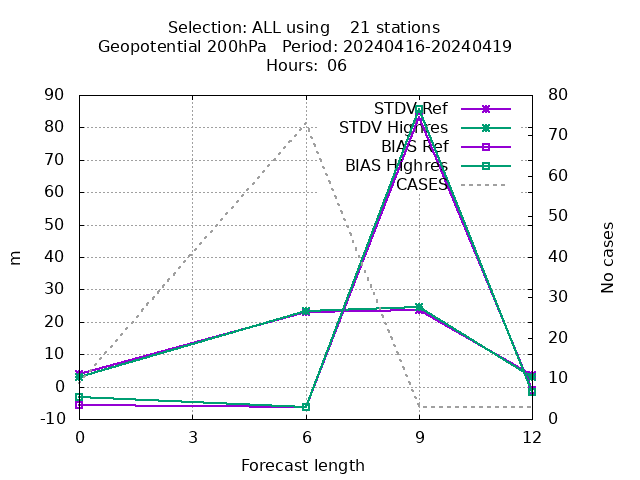 Selection: ALL using    21 stations
Geopotential 200hPa   Period: 20240416-20240419
Hours: 06
90
80
70
60
50
40
30
20
10
0
-10
m
STDV Ref
STDV Highres
BIAS Ref
BIAS Highres
CASES
80
70
60
50
40
30
20
10
0
No cases
0 3 6 9 12
Forecast length